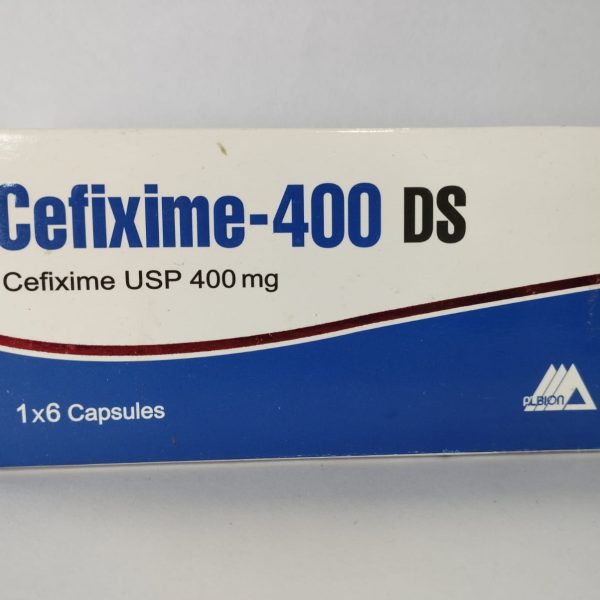 Cefixime-400 DS
Cefixime USP 400 mg
1x6 Capsules
ALBION